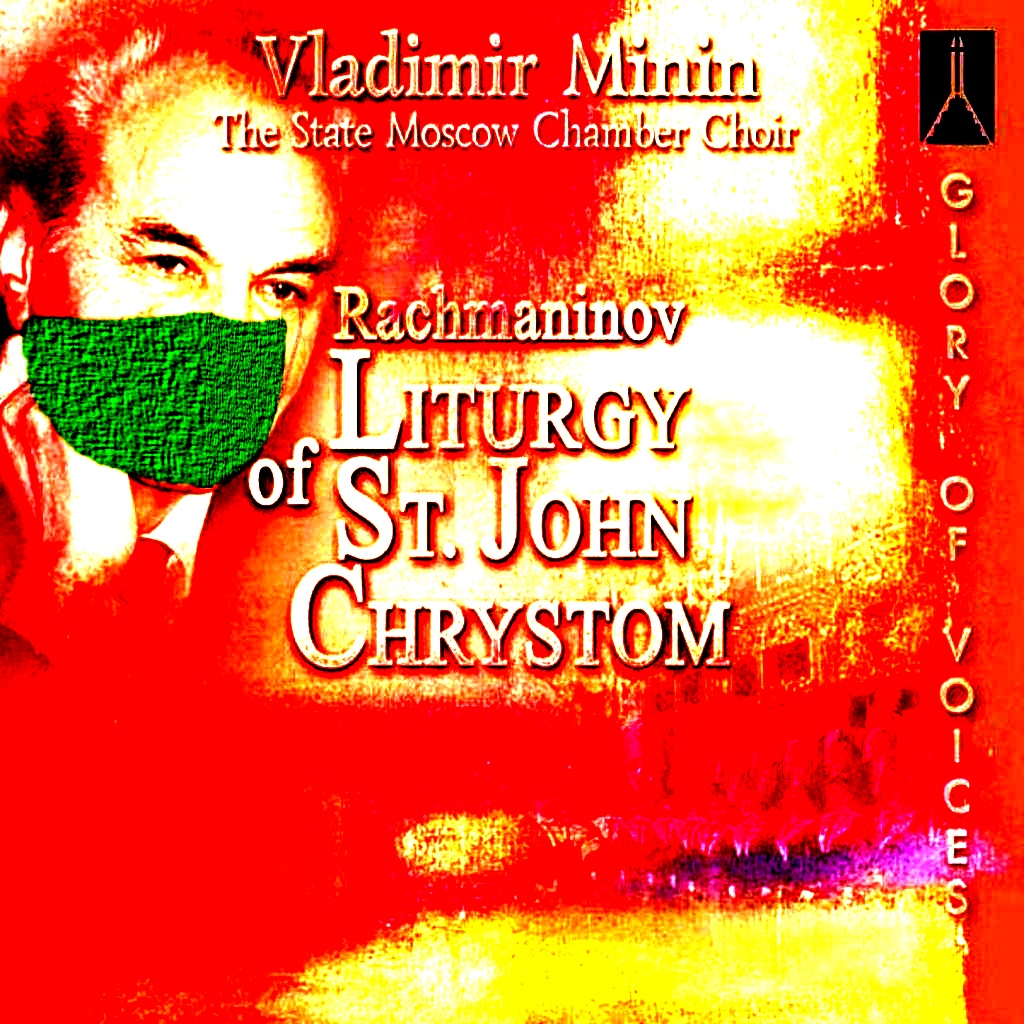 Vladimir Minin
The State Moscow Chamber Choir
Rachmaninov
LITURGY
of ST. JOHN
CHRYSTOM
GLORY OF VOICES